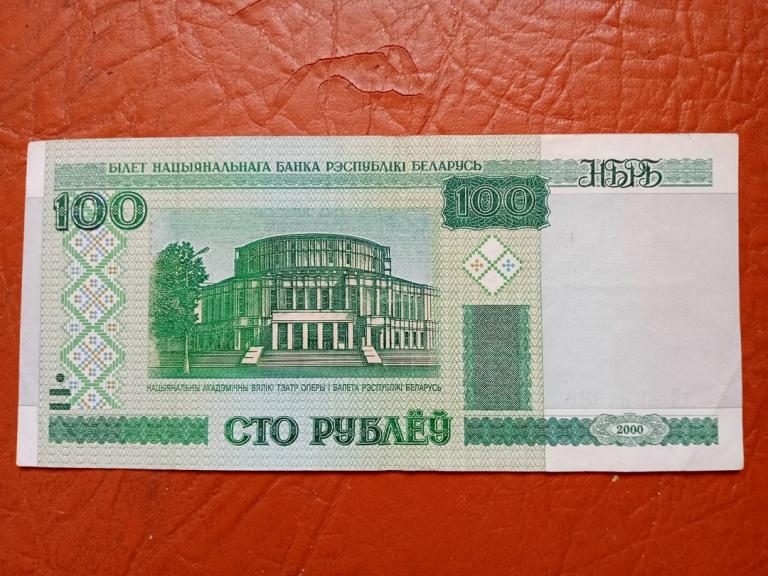 БІЛЕТ НАЦЫЯНАЛЬНАГА БАНКА РЭСПУБЛІКІ БЕЛАРУСЬ
НБРБ
100
100
НАЦЫЯНАЛЬНЫ АКАДЭМІЧНЫ ВЯЛІКІ ТЭАТР ОПЕРЫ І БАЛЕТА РЭСПУБЛІКІ БЕЛАРУСЬ
СТО РУБЛЁЎ
2000